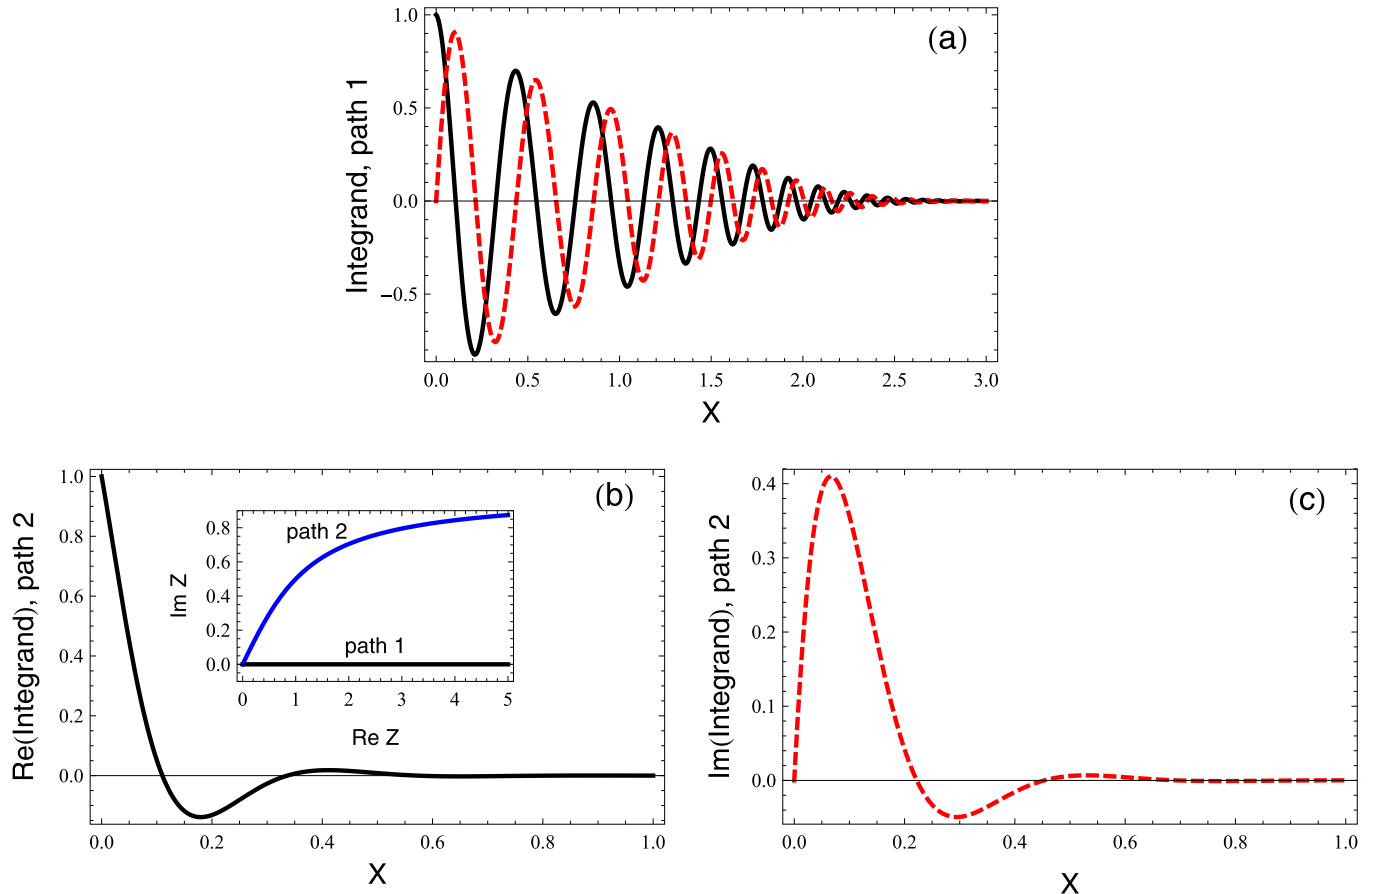 (a)
Integrand, path 1
1.0
0.5
0.0
−0.5
0.0 0.5 1.0 1.5 2.0 2.5 3.0
X
(b)
Re(Integrand), path 2
1.0
0.8
0.6
0.4
0.2
0.0
0.0 0.2 0.4 0.6 0.8 1.0
X
path 2
path 1
Im Z
0.8
0.6
0.4
0.2
0.0
0 1 2 3 4 5
Re Z
(c)
Im(Integrand), path 2
0.4
0.3
0.2
0.1
0.0
0.0 0.2 0.4 0.6 0.8 1.0
X